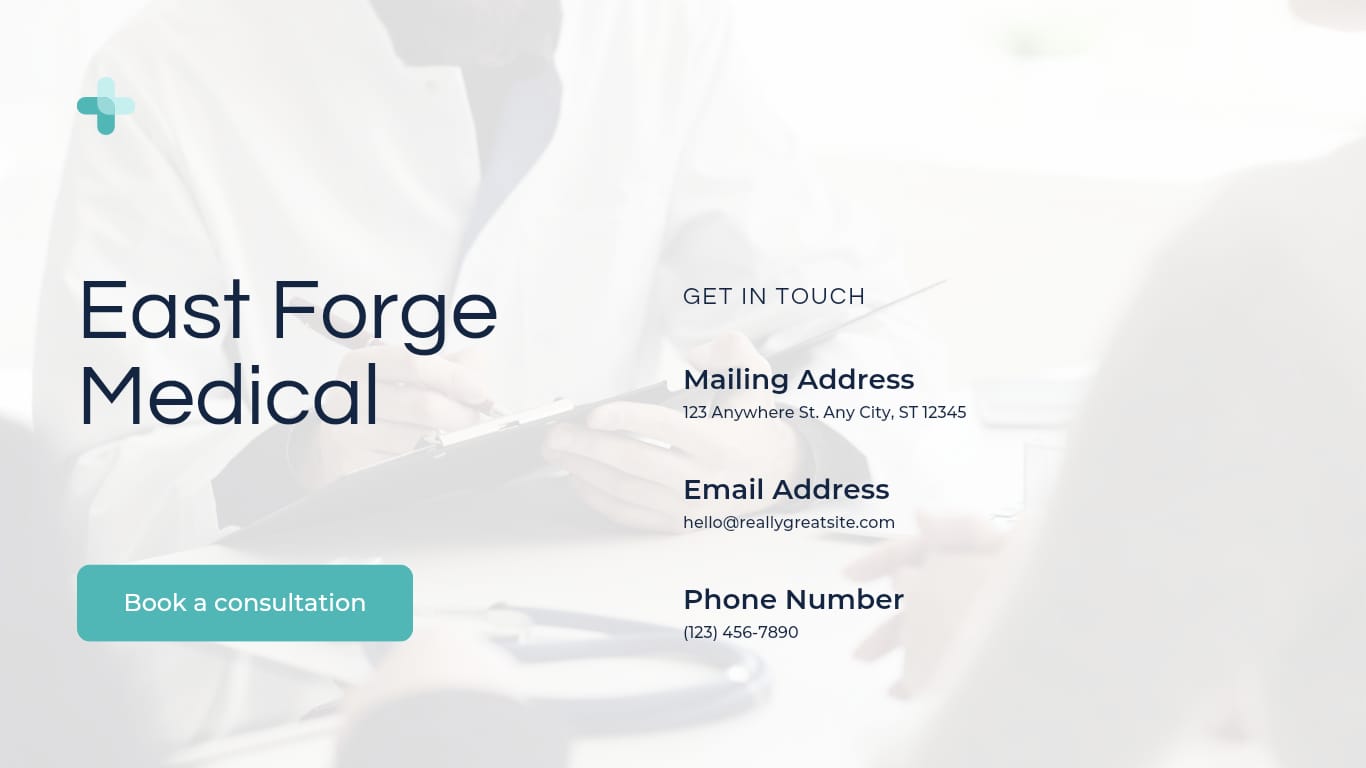 East Forge
Medical
Book a consultation
GET IN TOUCH
Mailing Address
123 Anywhere St. Any City, ST 12345
Email Address
hello@reallygreatsite.com
Phone Number
(123) 456-7890